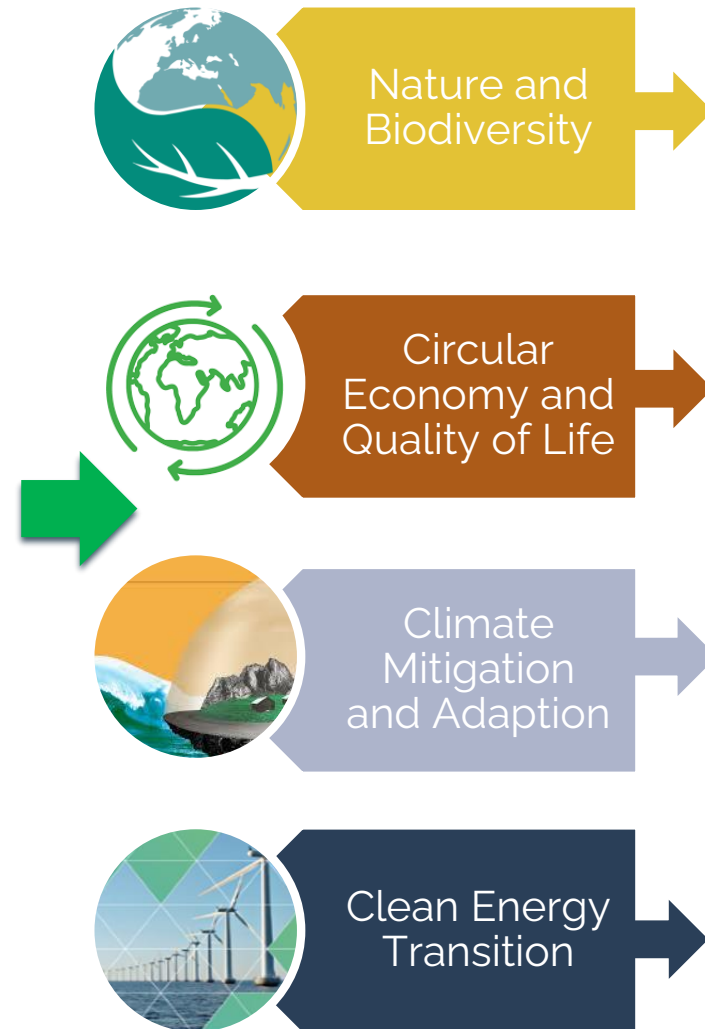 Nature and
Biodiversity
Circular
Economy and
Quality of Life
Climate
Mitigation
and Adaption
Clean Energy
Transition